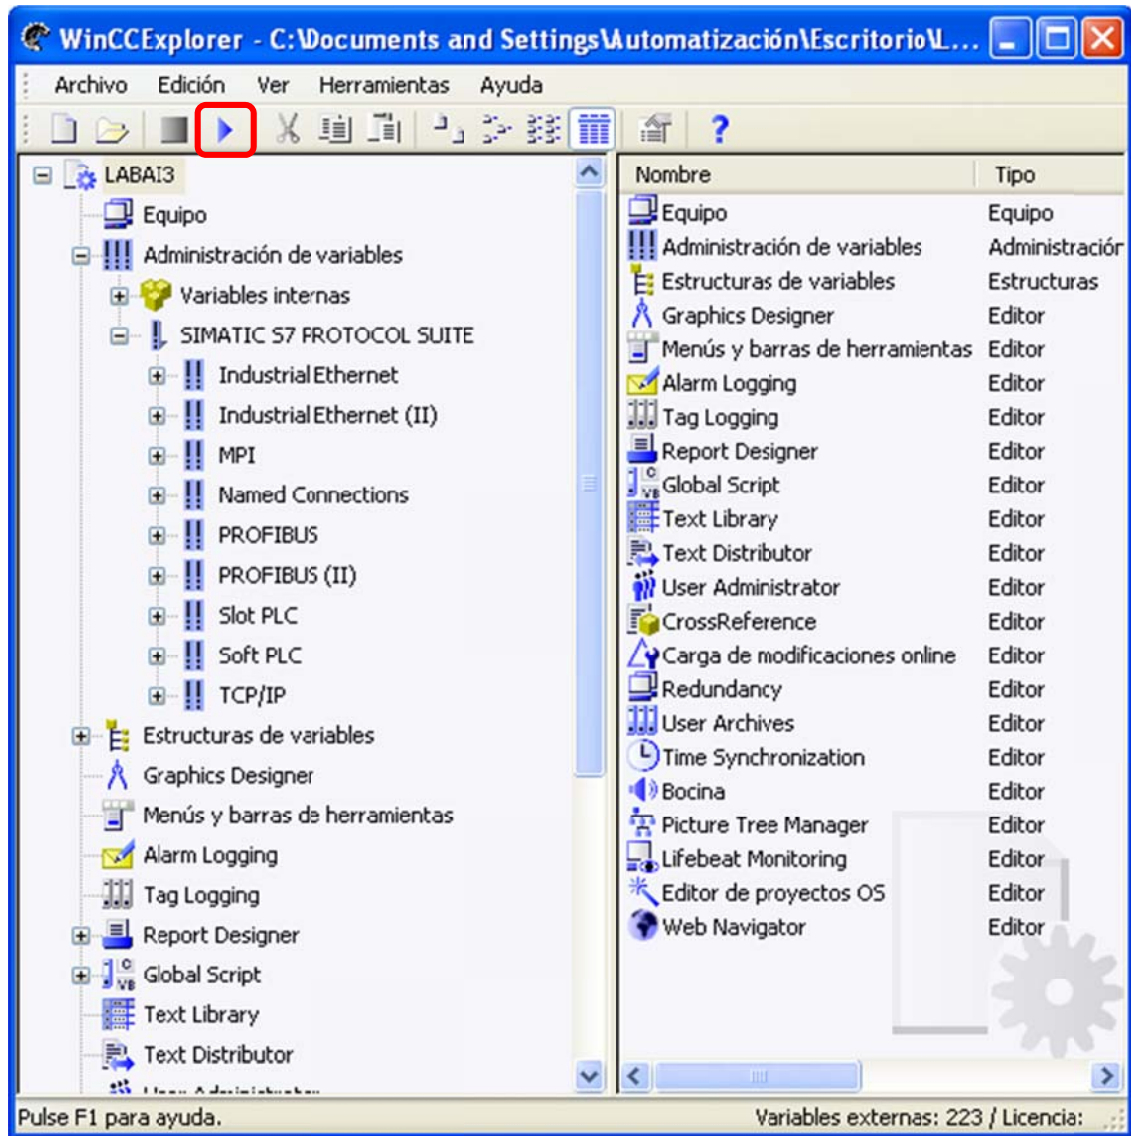 WinCCExplorer - C:\Documents and Settings\Automatización\Escritorio\L...
Archivo Edición Ver Herramientas Ayuda
LABAI3
Equipo
Administración de variables
Variables internas
SIMATIC S7 PROTOCOL SUITE
Industrial Ethernet
Industrial Ethernet (II)
MPI
Named Connections
PROFIBUS
PROFIBUS (II)
Slot PLC
Soft PLC
TCP/IP
Estructuras de variables
Graphics Designer
Menús y barras de herramientas
Alarm Logging
Tag Logging
Report Designer
Global Script
Text Library
Text Distributor
Nombre Tipo
Equipo Equipo
Administración de variables Administración
Estructuras de variables Estructuras
Graphics Designer Editor
Menús y barras de herramientas Editor
Alarm Logging Editor
Tag Logging Editor
Report Designer Editor
Global Script Editor
Text Library Editor
Text Distributor Editor
User Administrator Editor
CrossReference Editor
Carga de modificaciones online Editor
Redundancy Editor
User Archives Editor
Time Synchronization Editor
Bocina Editor
Picture Tree Manager Editor
Lifebeat Monitoring Editor
Editor de proyectos OS Editor
Web Navigator Editor
Pulse F1 para ayuda. Variables externas: 223 / Licencia: